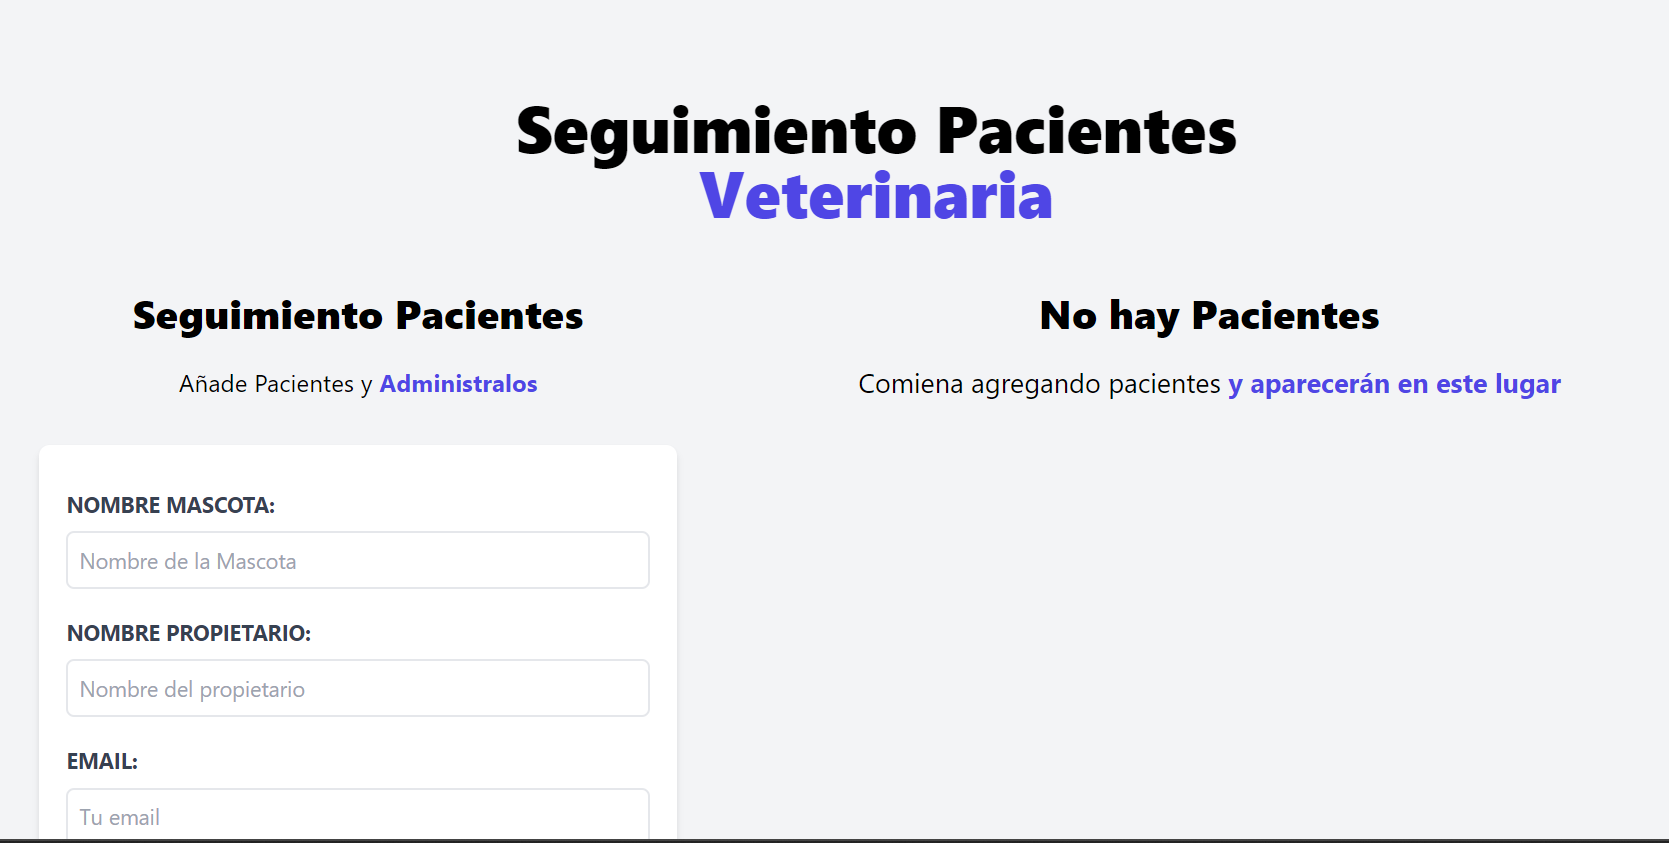 Seguimiento Pacientes
Veterinaria
Seguimiento Pacientes
Añade Pacientes y Administralos
NOMBRE MASCOTA:
Nombre de la Mascota
NOMBRE PROPIETARIO:
Nombre del propietario
EMAIL:
Tu email
No hay Pacientes
Comiena agregando pacientes y aparecerán en este lugar